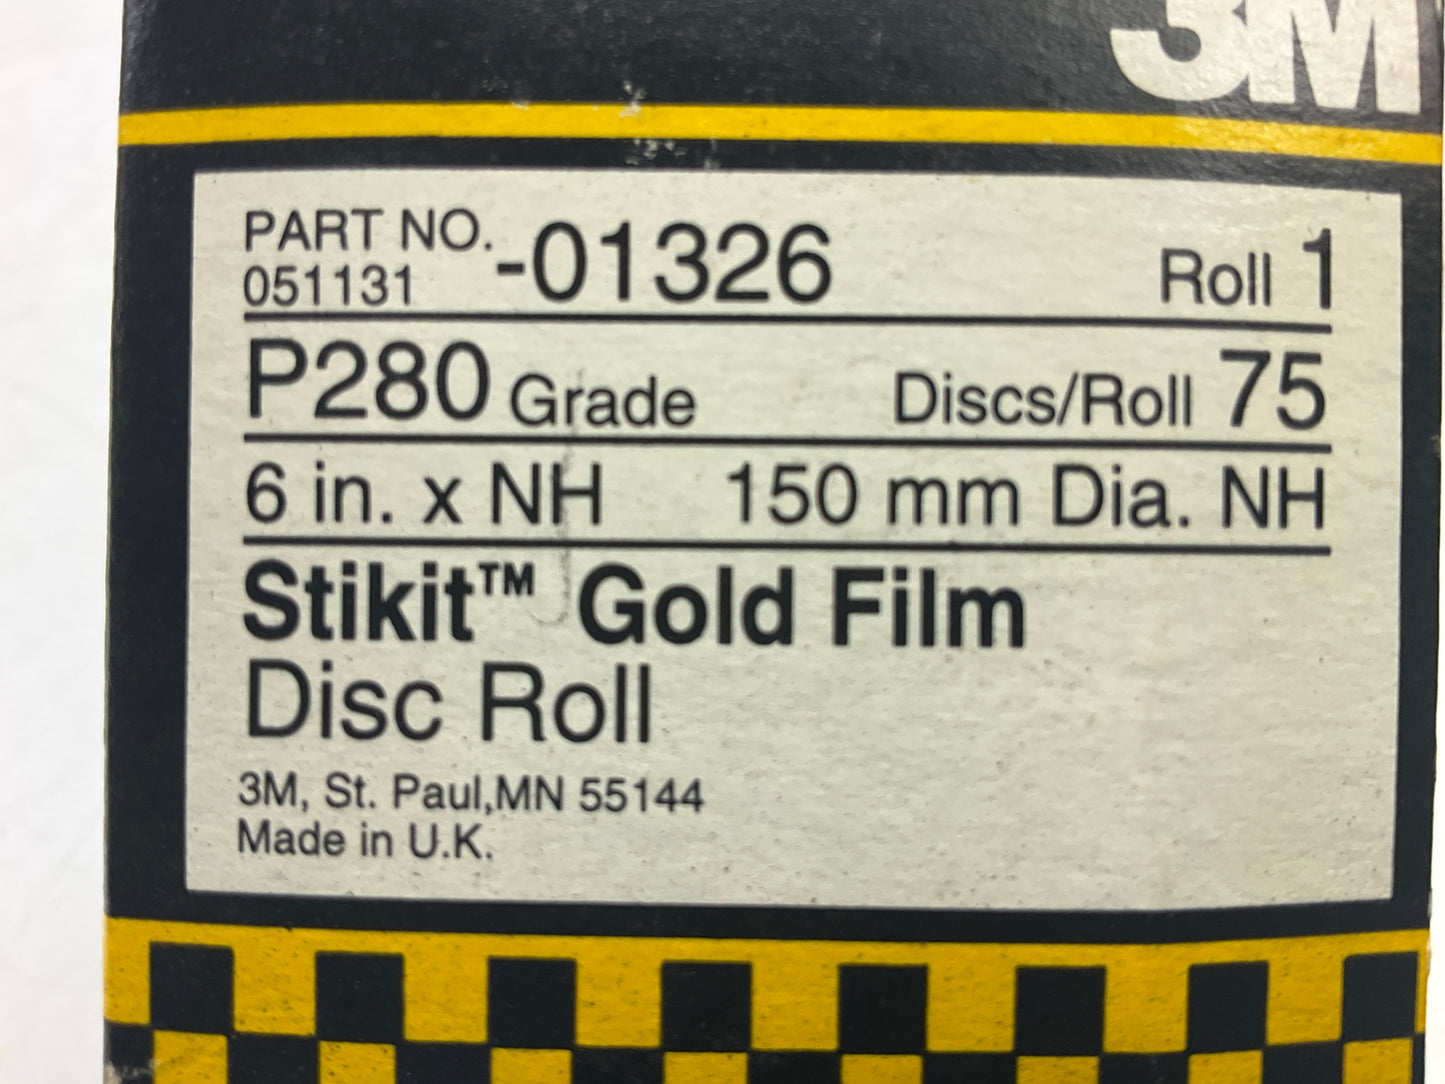 3M
PART NO. -01326 Roll 1
051131
P280 Grade Discs/Roll 75
6 in. x NH 150 mm Dia. NH
Stikit™ Gold Film
Disc Roll
3M, St. Paul,MN 55144
Made in U.K.